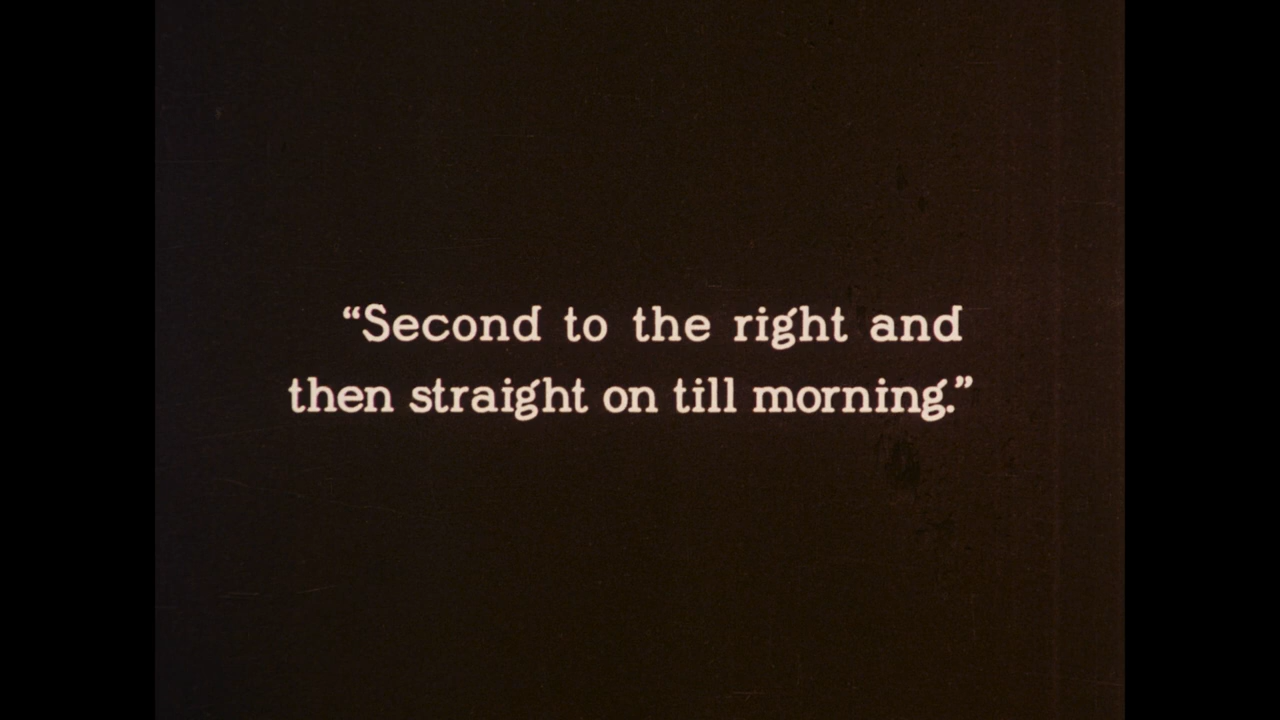 “Second to the right and
then straight on till morning.”